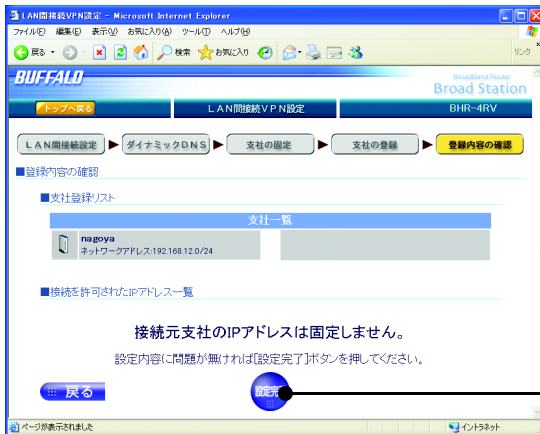 LAN間接続VPN設定 - Microsoft Internet Explorer
ファイル(F) 編集(E) 表示(V) お気に入り(A) ツール(T) ヘルプ(H)
戻る 検索 お気に入り リンク
BUFFALO BroadBand Router
Broad Station
トップへ戻る LAN間接続VPN設定 BHR-4RV
LAN間接続設定 ダイナミックDNS 支社の固定 支社の登録 登録内容の確認
■登録内容の確認
■支社登録リスト
支社一覧
nagoya
ネットワークアドレス:192.168.12.0/24
■接続を許可されたIPアドレス一覧
接続元支社のIPアドレスは固定しません。
設定内容に問題が無ければ[設定完了]ボタンを押してください。
戻る 設定完
ページが表示されました イントラネット